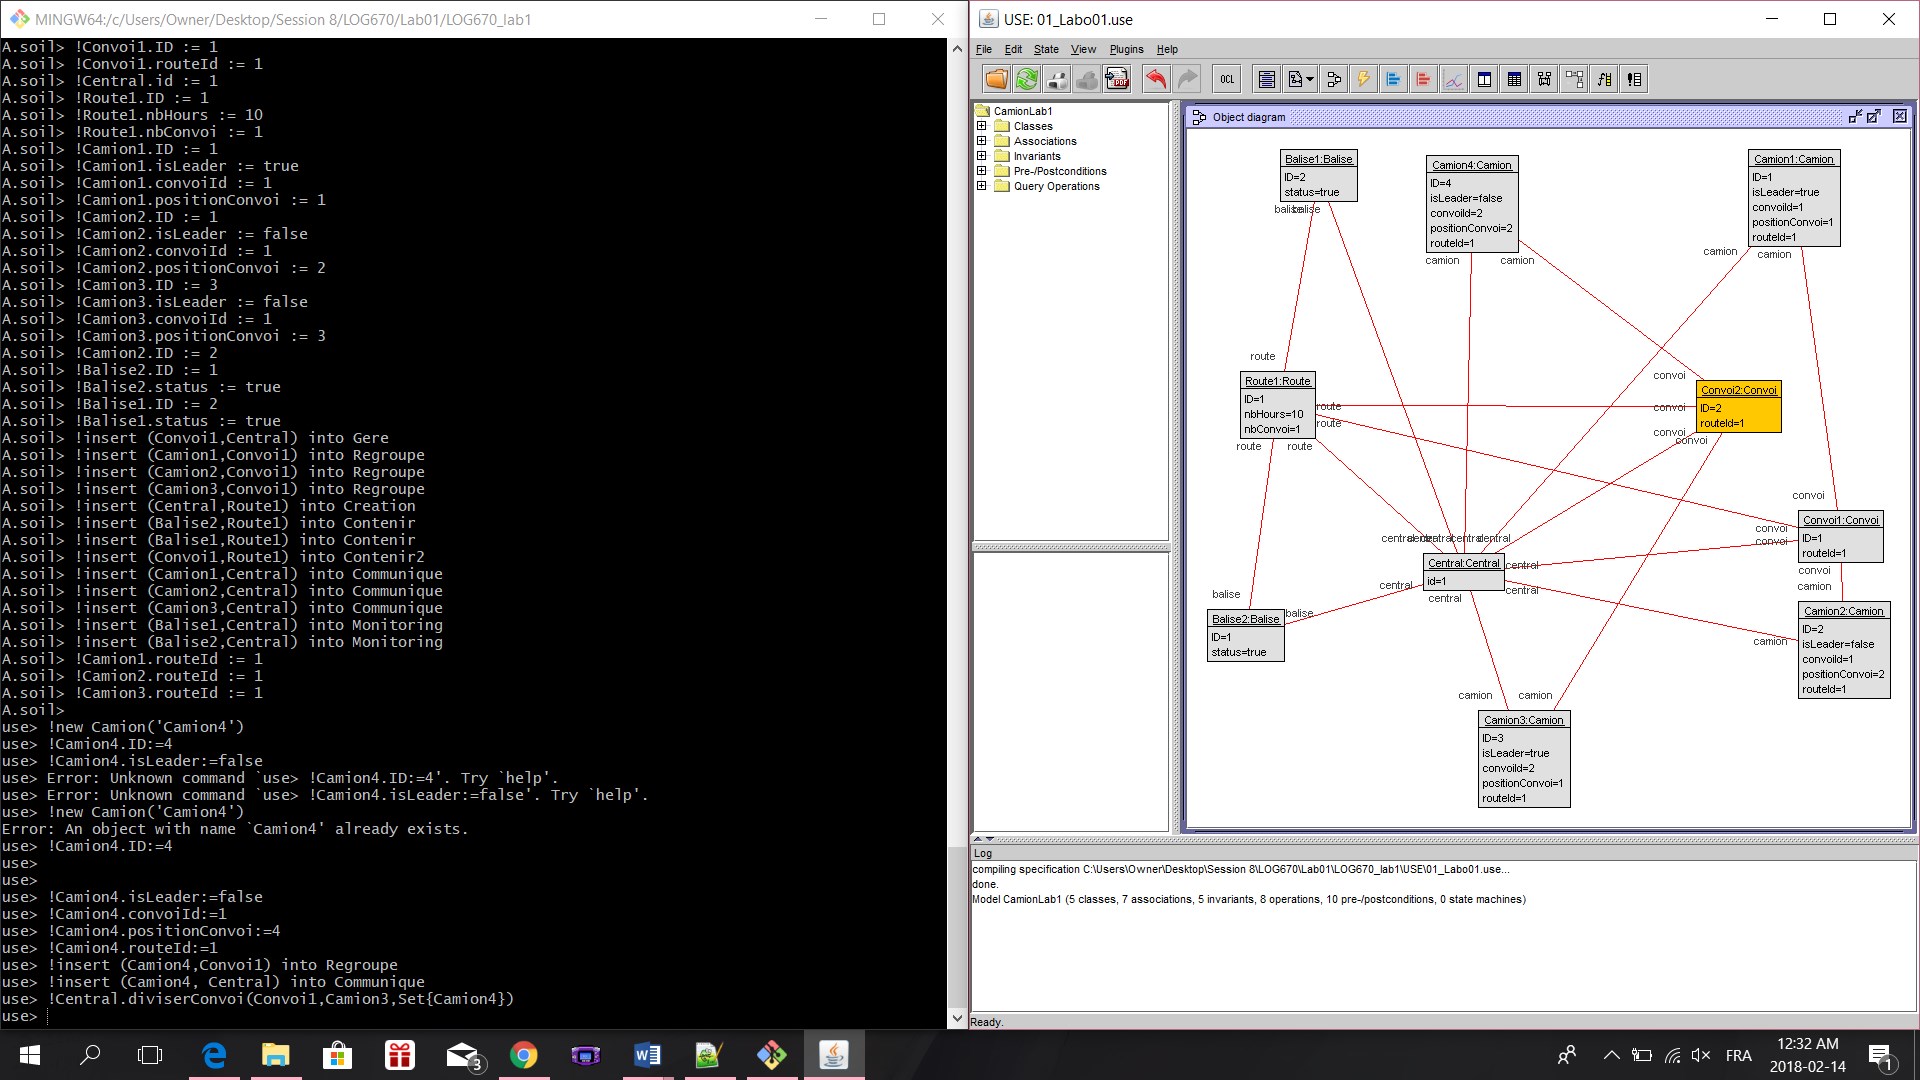 MINGW64:/c/Users/Owner/Desktop/Session 8/LOG670/Lab01/LOG670_lab1
A.soil> !Convoi1.ID := 1
A.soil> !Convoi1.routeId := 1
A.soil> !Central.id := 1
A.soil> !Route1.ID := 1
A.soil> !Route1.nbHours := 10
A.soil> !Route1.nbConvoi := 1
A.soil> !Camion1.ID := 1
A.soil> !Camion1.isLeader := true
A.soil> !Camion1.convoiId := 1
A.soil> !Camion1.positionConvoi := 1
A.soil> !Camion2.ID := 1
A.soil> !Camion2.isLeader := false
A.soil> !Camion2.convoiId := 1
A.soil> !Camion2.positionConvoi := 2
A.soil> !Camion3.ID := 3
A.soil> !Camion3.isLeader := false
A.soil> !Camion3.convoiId := 1
A.soil> !Camion3.positionConvoi := 3
A.soil> !Camion2.ID := 2
A.soil> !Balise2.ID := 1
A.soil> !Balise2.status := true
A.soil> !Balise1.ID := 2
A.soil> !Balise1.status := true
A.soil> !insert (Convoi1,Central) into Gere
A.soil> !insert (Camion1,Convoi1) into Regroupe
A.soil> !insert (Camion2,Convoi1) into Regroupe
A.soil> !insert (Camion3,Convoi1) into Regroupe
A.soil> !insert (Central,Route1) into Creation
A.soil> !insert (Balise2,Route1) into Contenir
A.soil> !insert (Balise1,Route1) into Contenir
A.soil> !insert (Convoi1,Route1) into Contenir2
A.soil> !insert (Camion1,Central) into Communique
A.soil> !insert (Camion2,Central) into Communique
A.soil> !insert (Camion3,Central) into Communique
A.soil> !insert (Balise1,Central) into Monitoring
A.soil> !insert (Balise2,Central) into Monitoring
A.soil> !Camion1.routeId := 1
A.soil> !Camion2.routeId := 1
A.soil> !Camion3.routeId := 1
A.soil>
use> !new Camion('Camion4')
use> !Camion4.ID:=4
use> !Camion4.isLeader:=false
use> Error: Unknown command `use> !Camion4.ID:=4'. Try `help'.
use> Error: Unknown command `use> !Camion4.isLeader:=false'. Try `help'.
use> !new Camion('Camion4')
Error: An object with name `Camion4' already exists.
use> !Camion4.ID:=4
use>
use>
use> !Camion4.isLeader:=false
use> !Camion4.convoiId:=1
use> !Camion4.positionConvoi:=4
use> !Camion4.routeId:=1
use> !insert (Camion4,Convoi1) into Regroupe
use> !insert (Camion4, Central) into Communique
use> !Central.diviserConvoi(Convoi1,Camion3,Set{Camion4})
use>
USE: 01_Labo01.use
File Edit State View Plugins Help
PDF
OCL
CamionLab1
Classes
Associations
Invariants
Pre-/Postconditions
Query Operations
Object diagram
Balise1:Balise
ID=2
status=true
balise balise
Camion4:Camion
ID=4
isLeader=false
convoiId=2
positionConvoi=2
routeId=1
camion camion
Camion1:Camion
ID=1
isLeader=true
convoiId=1
positionConvoi=1
routeId=1
camion camion
route
Route1:Route
ID=1
nbHours=10
nbConvoi=1
route
route
route route
convoi
convoi
convoi
convoi
Convoi2:Convoi
ID=2
routeId=1
convoi
convoi
convoi
Convoi1:Convoi
ID=1
routeId=1
convoi
camion
central central central central
Central:Central
id=1
central
central
central
central
balise
balise
Balise2:Balise
ID=1
status=true
camion
Camion2:Camion
ID=2
isLeader=false
convoiId=1
positionConvoi=2
routeId=1
camion camion
Camion3:Camion
ID=3
isLeader=true
convoiId=2
positionConvoi=1
routeId=1
Log
compiling specification C:\Users\Owner\Desktop\Session 8\LOG670\Lab01\LOG670_lab1\USE\01_Labo01.use...
done.
Model CamionLab1 (5 classes, 7 associations, 5 invariants, 8 operations, 10 pre-/postconditions, 0 state machines)
Ready.
3
FRA
12:32 AM
2018-02-14
1